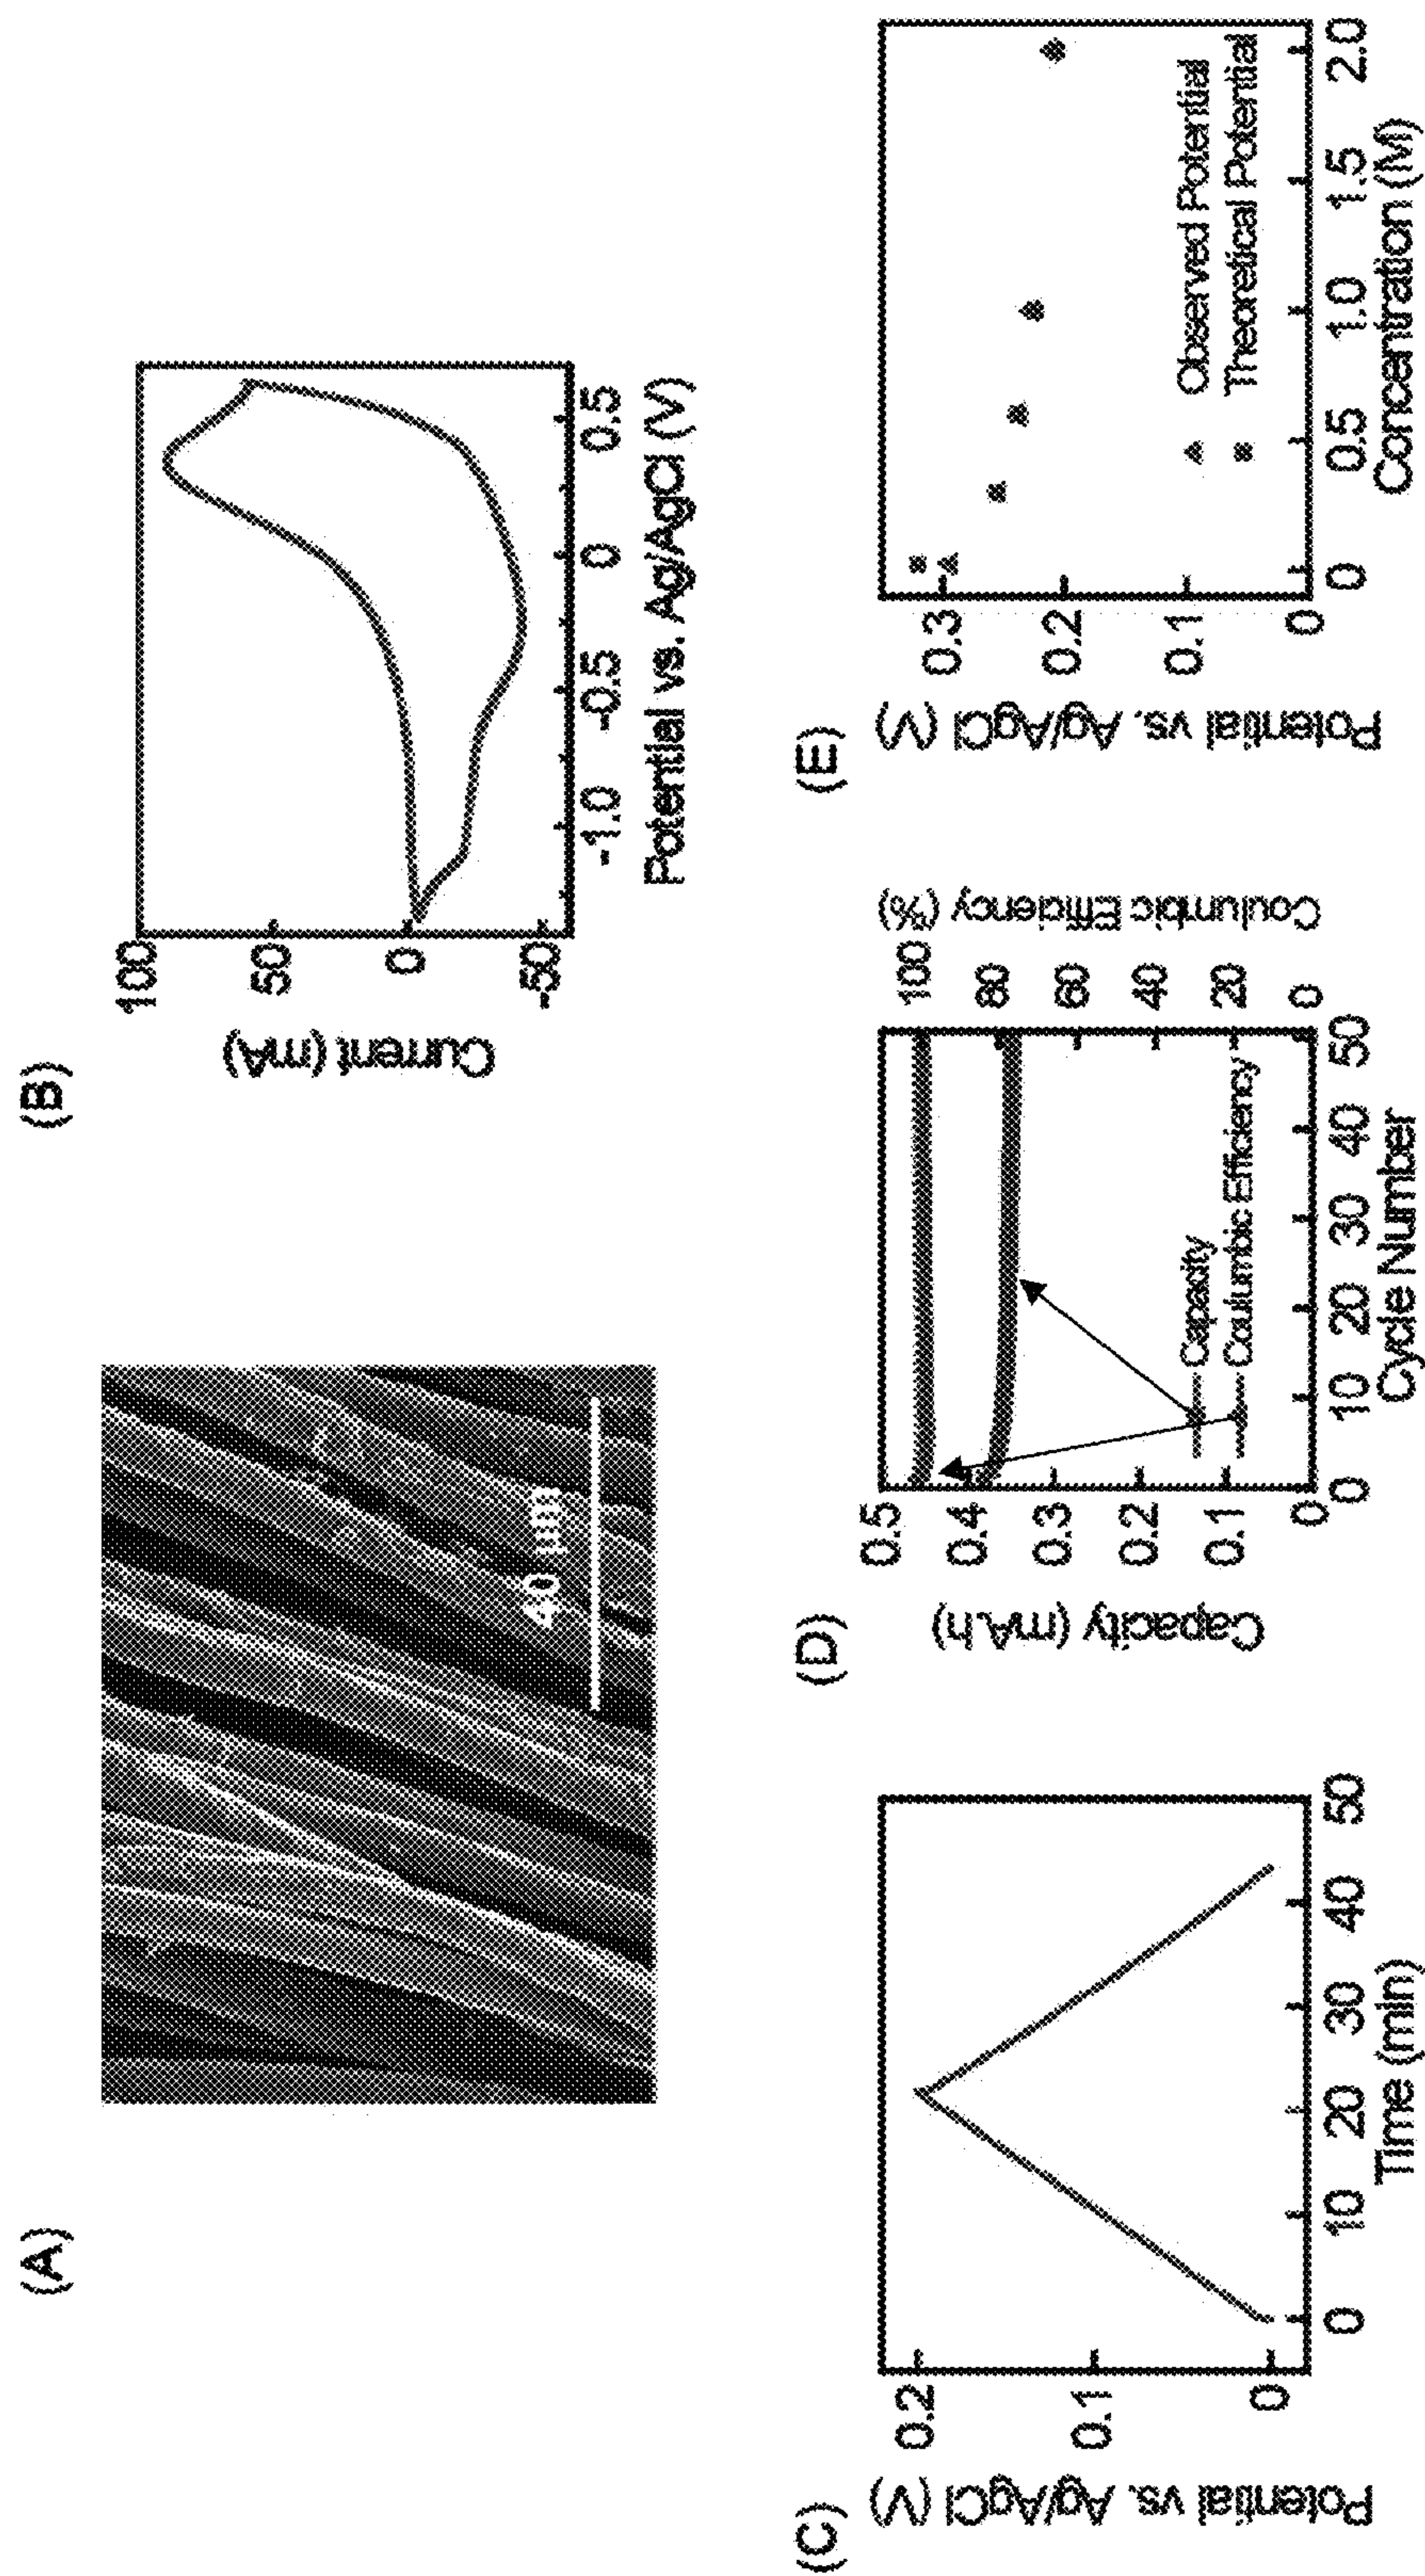 (A)
40 µm
(B)
Current (mA)
100
50
0
-50
-1.0 -0.5 0 0.5
Potential vs. Ag/AgCl (V)
(C)
Potential vs. Ag/AgCl (V)
0.2
0.1
0
0 10 20 30 40 50
Time (min)
(D)
Capacity (mA.h)
0.5
0.4
0.3
0.2
0.1
0
Capacity
Coulumbic Efficiency
0 10 20 30 40 50
Cycle Number
100
80
60
40
20
0
Coulumbic Efficiency (%)
(E)
Potential vs. Ag/AgCl (V)
0.3
0.2
0.1
0
Observed Potential
Theoretical Potential
0 0.5 1.0 1.5 2.0
Concentration (M)